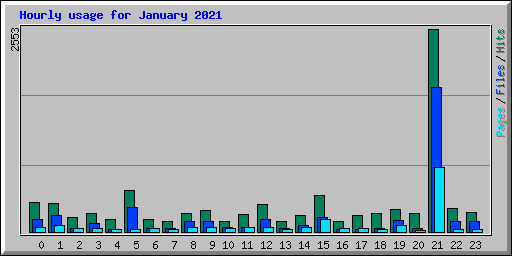 Hourly usage for January 2021
2553
Pages/Files/Hits
0 1 2 3 4 5 6 7 8 9 10 11 12 13 14 15 16 17 18 19 20 21 22 23